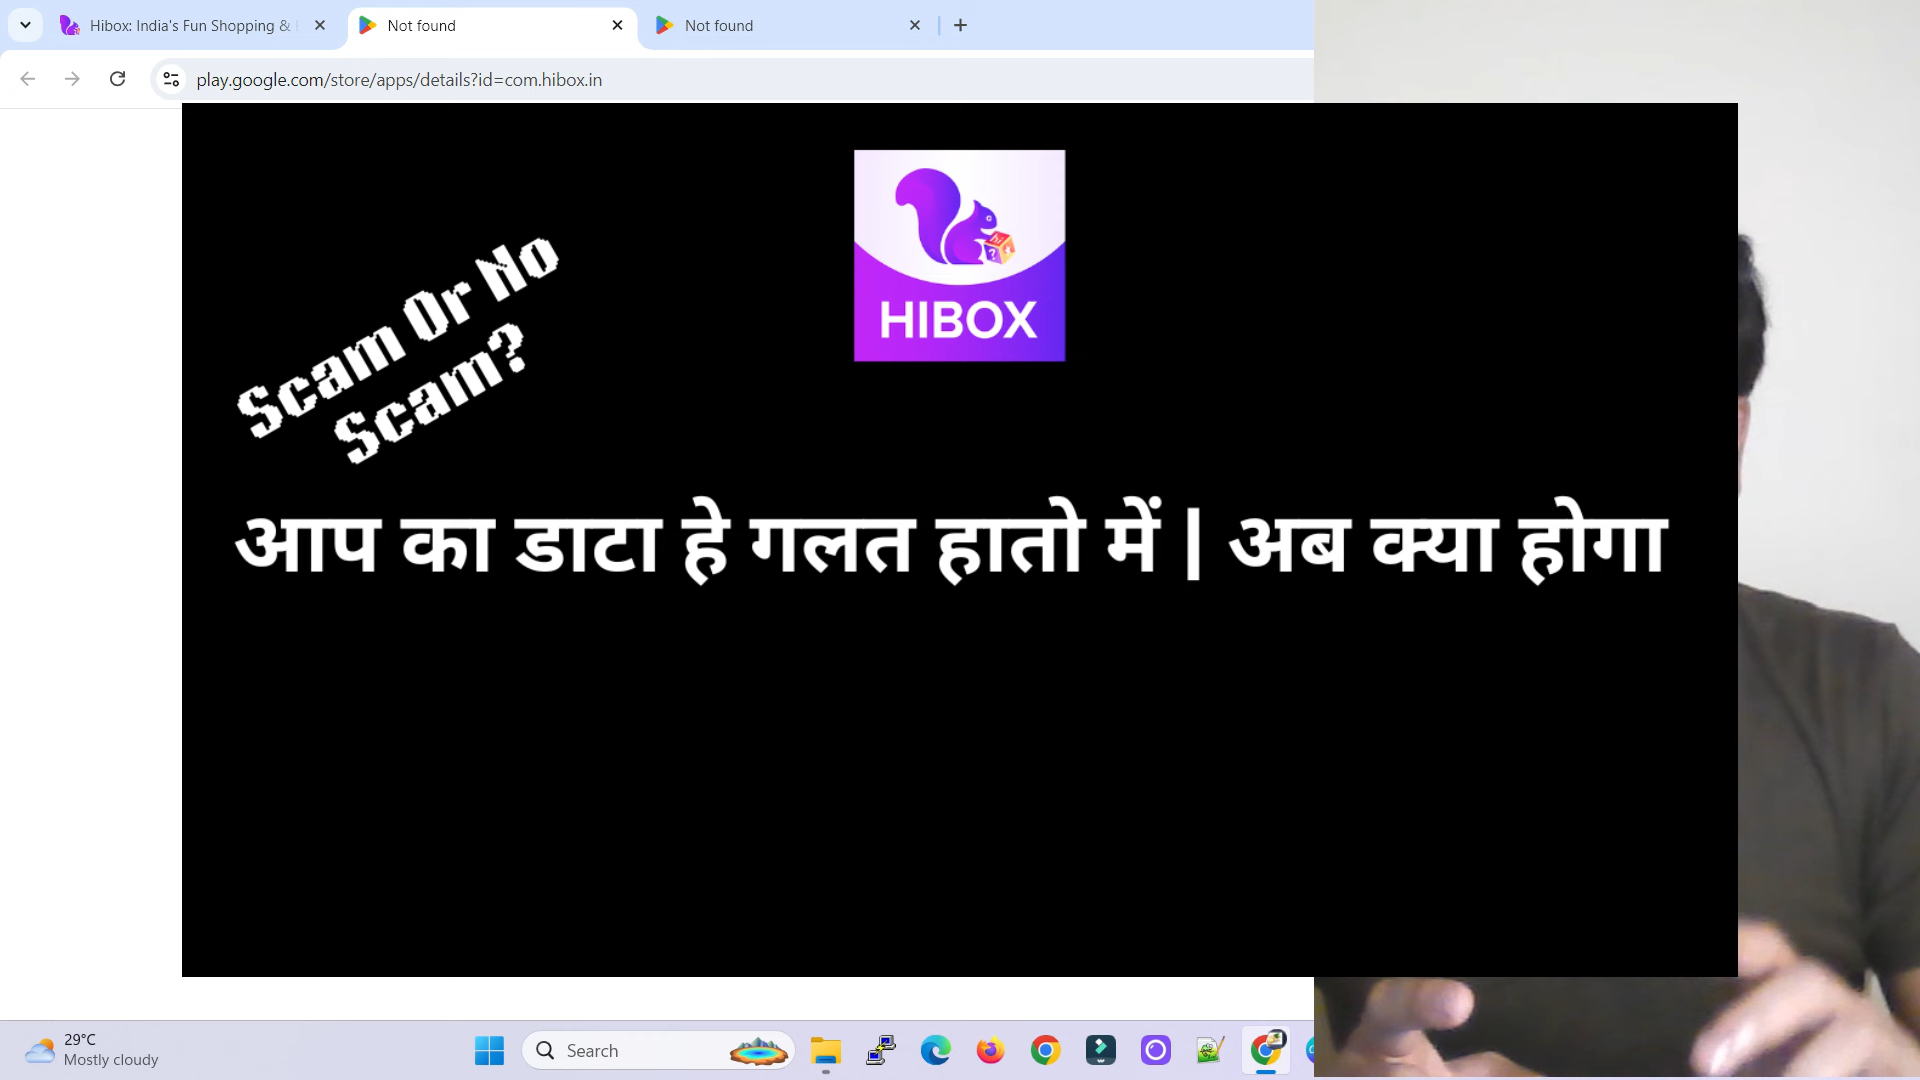 Hibox: India's Fun Shopping &
Not found
Not found
play.google.com/store/apps/details?id=com.hibox.in
HIBOX
Scam Or No
Scam?
आप का डाटा हे गलत हातो में | अब क्या होगा
29°C
Mostly cloudy
Search